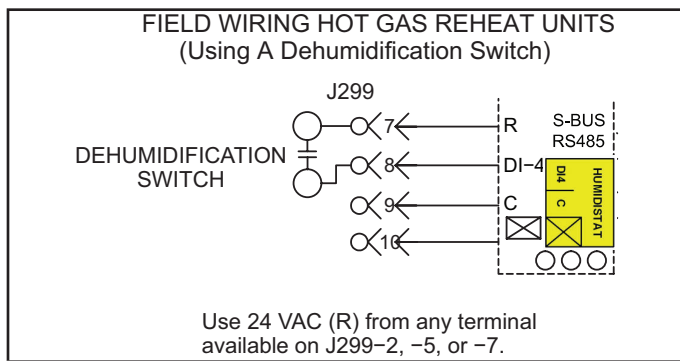 FIELD WIRING HOT GAS REHEAT UNITS
(Using A Dehumidification Switch)
J299
DEHUMIDIFICATION
SWITCH
7
R
8
DI−4
9
C
10
S-BUS
RS485
HUMIDISTAT
DI4
C
Use 24 VAC (R) from any terminal
available on J299−2, −5, or −7.